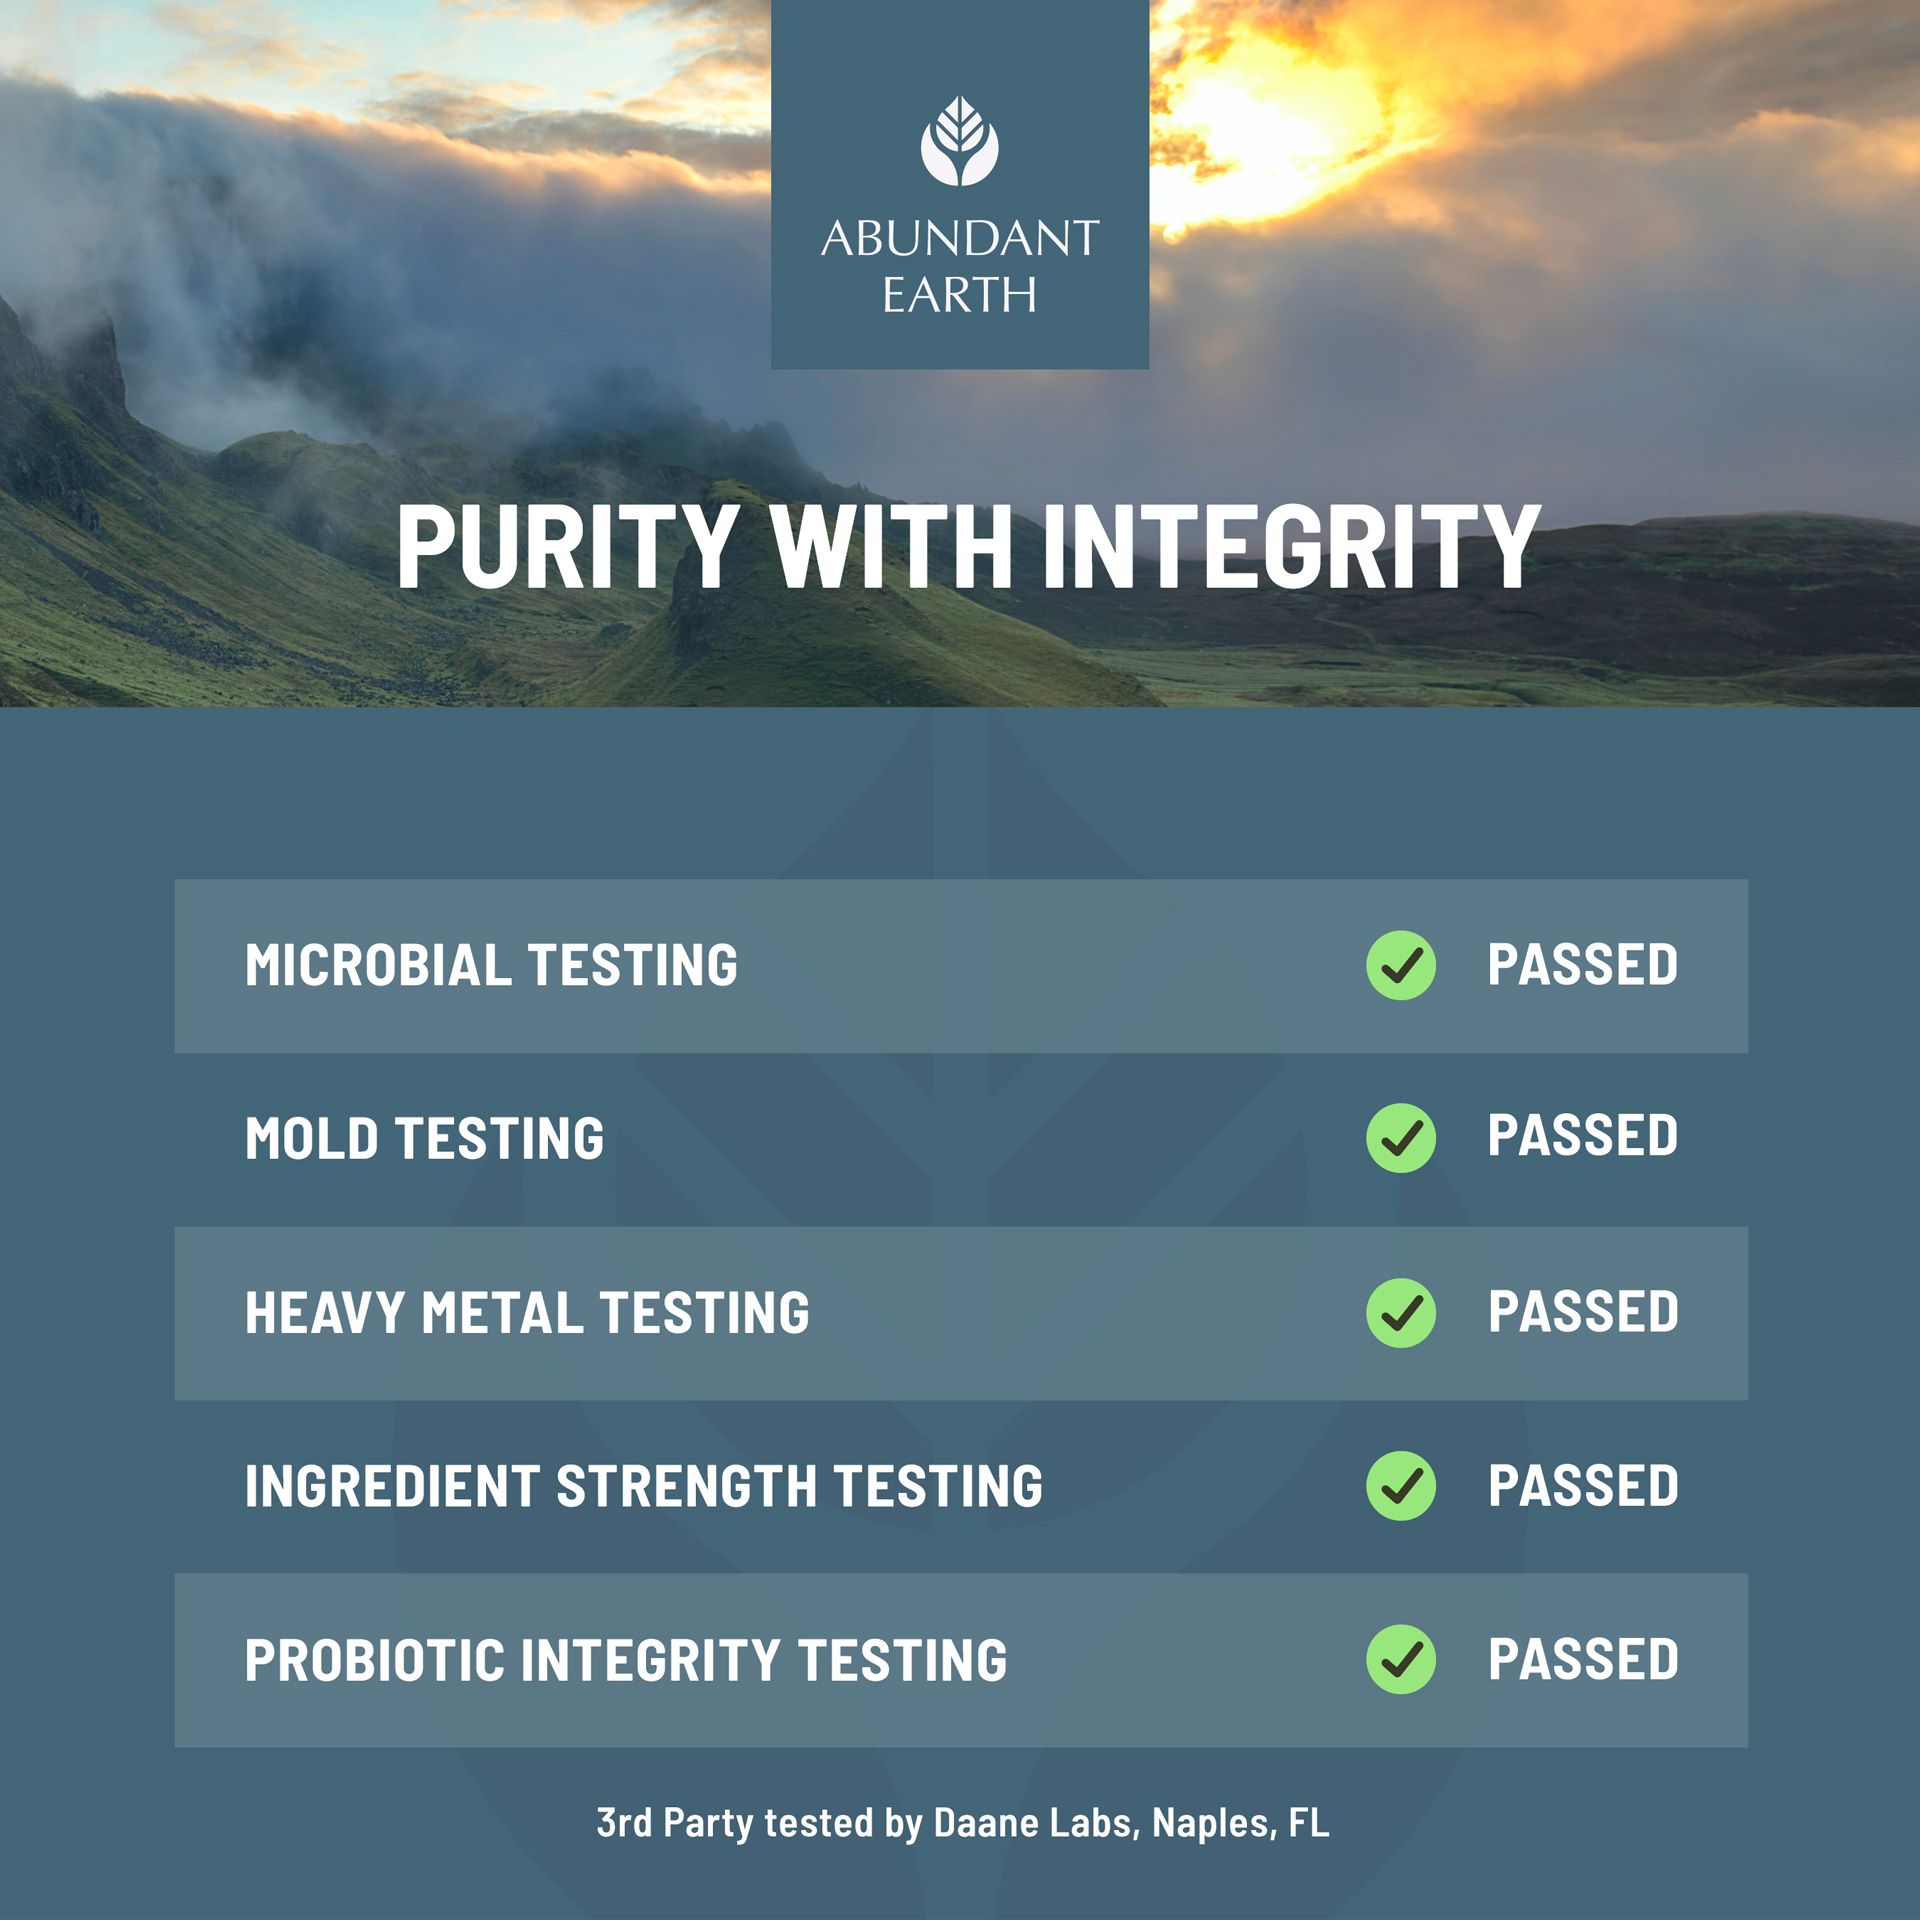 ABUNDANT
EARTH
PURITY WITH INTEGRITY
MICROBIAL TESTING PASSED
MOLD TESTING PASSED
HEAVY METAL TESTING PASSED
INGREDIENT STRENGTH TESTING PASSED
PROBIOTIC INTEGRITY TESTING PASSED
3rd Party tested by Daane Labs, Naples, FL